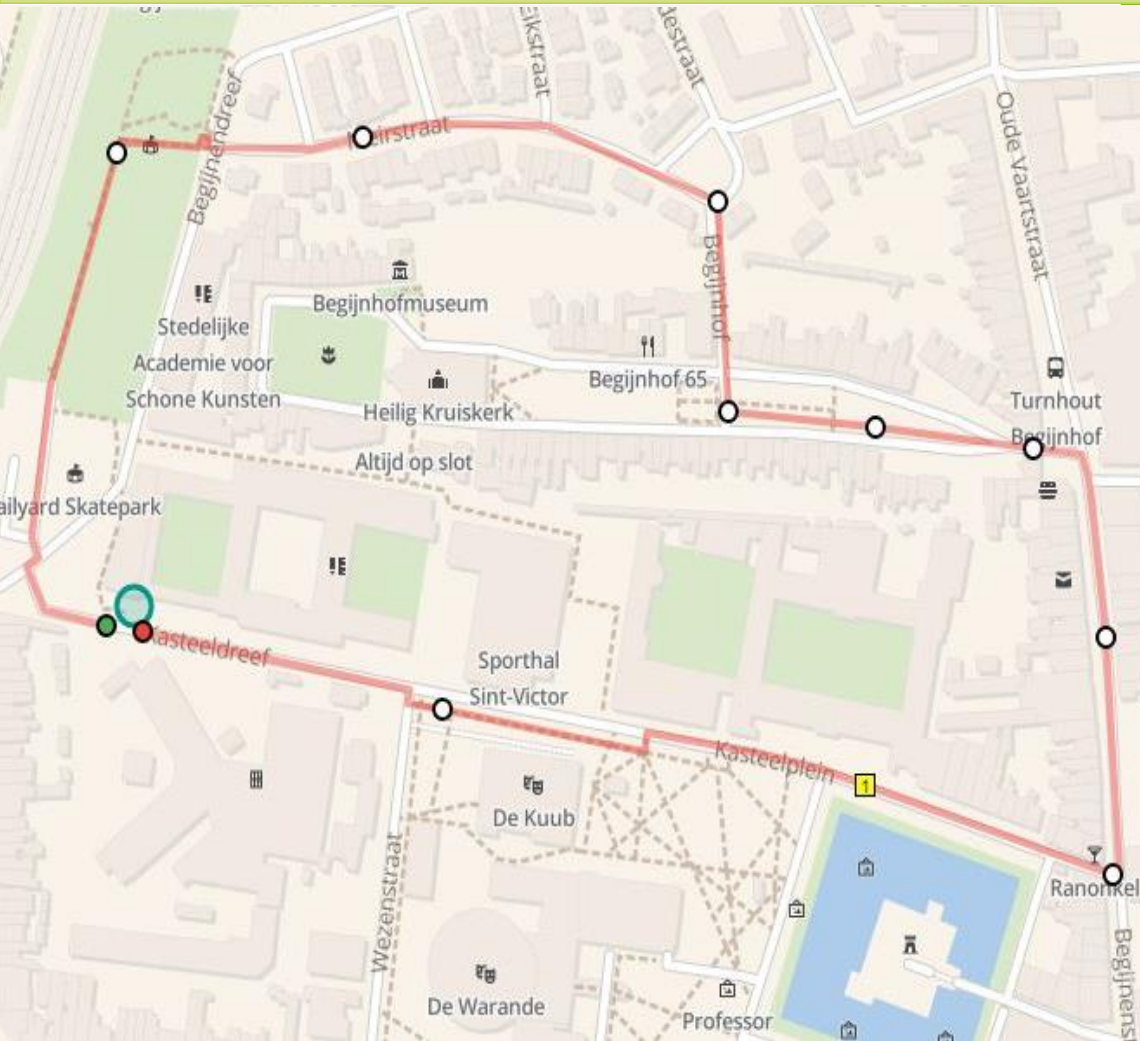 Begijnendreef
Oude Vaartstraat
Begijnhof
Begijnhofmuseum
Stedelijke
Academie voor
Schone Kunsten
Begijnhof 65
Heilig Kruiskerk
Altijd op slot
Turnhout
Begijnhof
ailyard Skatepark
Kasteeldreef
Sporthal
Sint-Victor
Kasteelplein
1
De Kuub
Wezenstraat
Ranonkel
De Warande
Professor